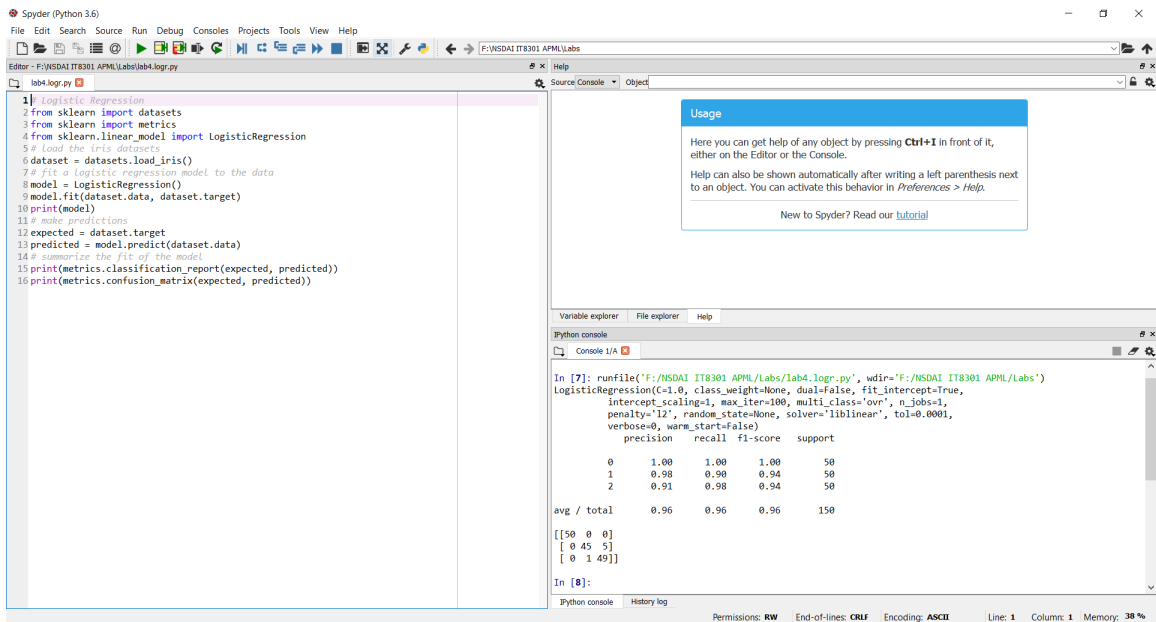 Spyder (Python 3.6)
File Edit Search Source Run Debug Consoles Projects Tools View Help
F:\NSDAI IT8301 APML\Labs
Editor - F:\NSDAI IT8301 APML\Labs\lab4.logr.py
lab4.logr.py
1 # Logistic Regression
2 from sklearn import datasets
3 from sklearn import metrics
4 from sklearn.linear_model import LogisticRegression
5 # load the iris datasets
6 dataset = datasets.load_iris()
7 # fit a logistic regression model to the data
8 model = LogisticRegression()
9 model.fit(dataset.data, dataset.target)
10 print(model)
11 # make predictions
12 expected = dataset.target
13 predicted = model.predict(dataset.data)
14 # summarize the fit of the model
15 print(metrics.classification_report(expected, predicted))
16 print(metrics.confusion_matrix(expected, predicted))
Help
Source Console Object
Usage
Here you can get help of any object by pressing Ctrl+I in front of it,
either on the Editor or the Console.
Help can also be shown automatically after writing a left parenthesis next
to an object. You can activate this behavior in Preferences > Help.
New to Spyder? Read our tutorial
Variable explorer File explorer Help
IPython console
Console 1/A
In [7]: runfile('F:/NSDAI IT8301 APML/Labs/lab4.logr.py', wdir='F:/NSDAI IT8301 APML/Labs')
LogisticRegression(C=1.0, class_weight=None, dual=False, fit_intercept=True,
intercept_scaling=1, max_iter=100, multi_class='ovr', n_jobs=1,
penalty='l2', random_state=None, solver='liblinear', tol=0.0001,
verbose=0, warm_start=False)
precision recall f1-score support
0 1.00 1.00 1.00 50
1 0.98 0.90 0.94 50
2 0.91 0.98 0.94 50
avg / total 0.96 0.96 0.96 150
[[50 0 0]
[ 0 45 5]
[ 0 1 49]]
In [8]:
IPython console History log
Permissions: RW End-of-lines: CRLF Encoding: ASCII Line: 1 Column: 1 Memory: 38 %